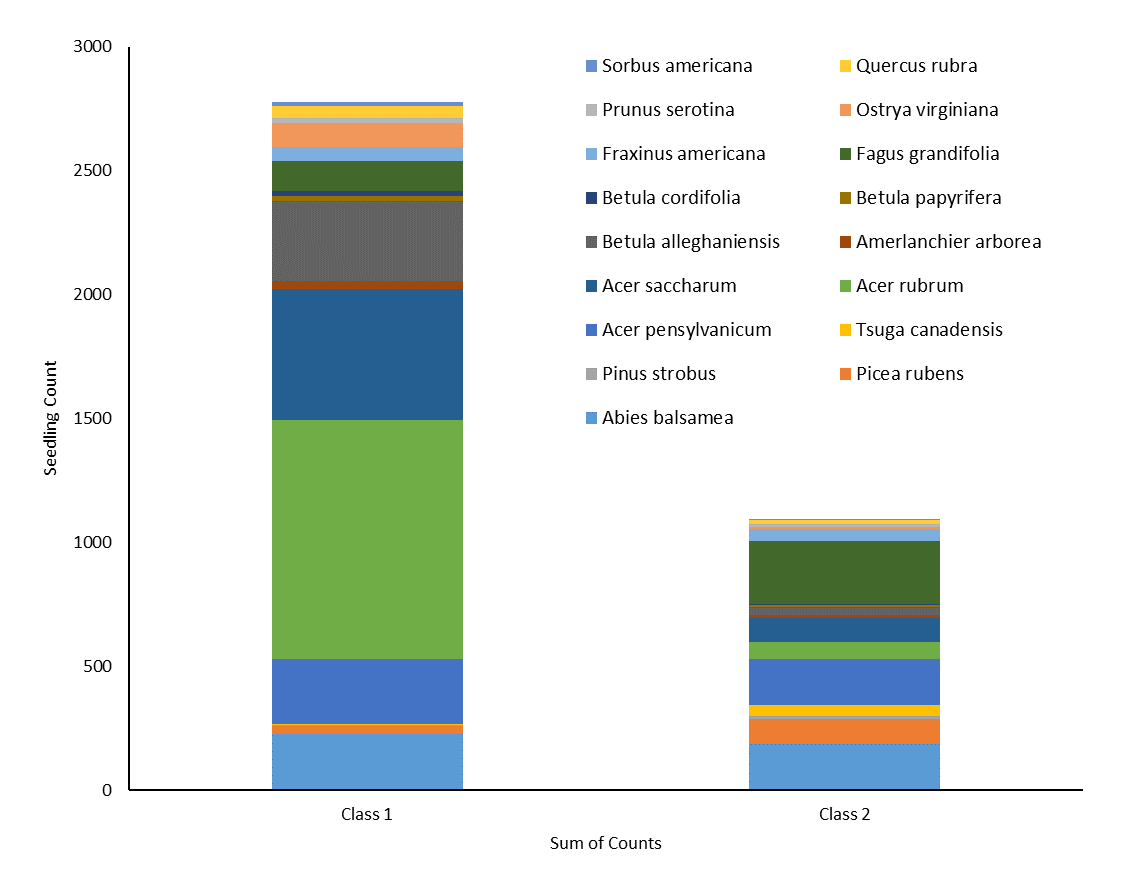 3000
2500
2000
1500
1000
500
0
Seedling Count
Sorbus americana Quercus rubra
Prunus serotina Ostrya virginiana
Fraxinus americana Fagus grandifolia
Betula cordifolia Betula papyrifera
Betula alleghaniensis Amerlanchier arborea
Acer saccharum Acer rubrum
Acer pensylvanicum Tsuga canadensis
Pinus strobus Picea rubens
Abies balsamea
Class 1 Class 2
Sum of Counts